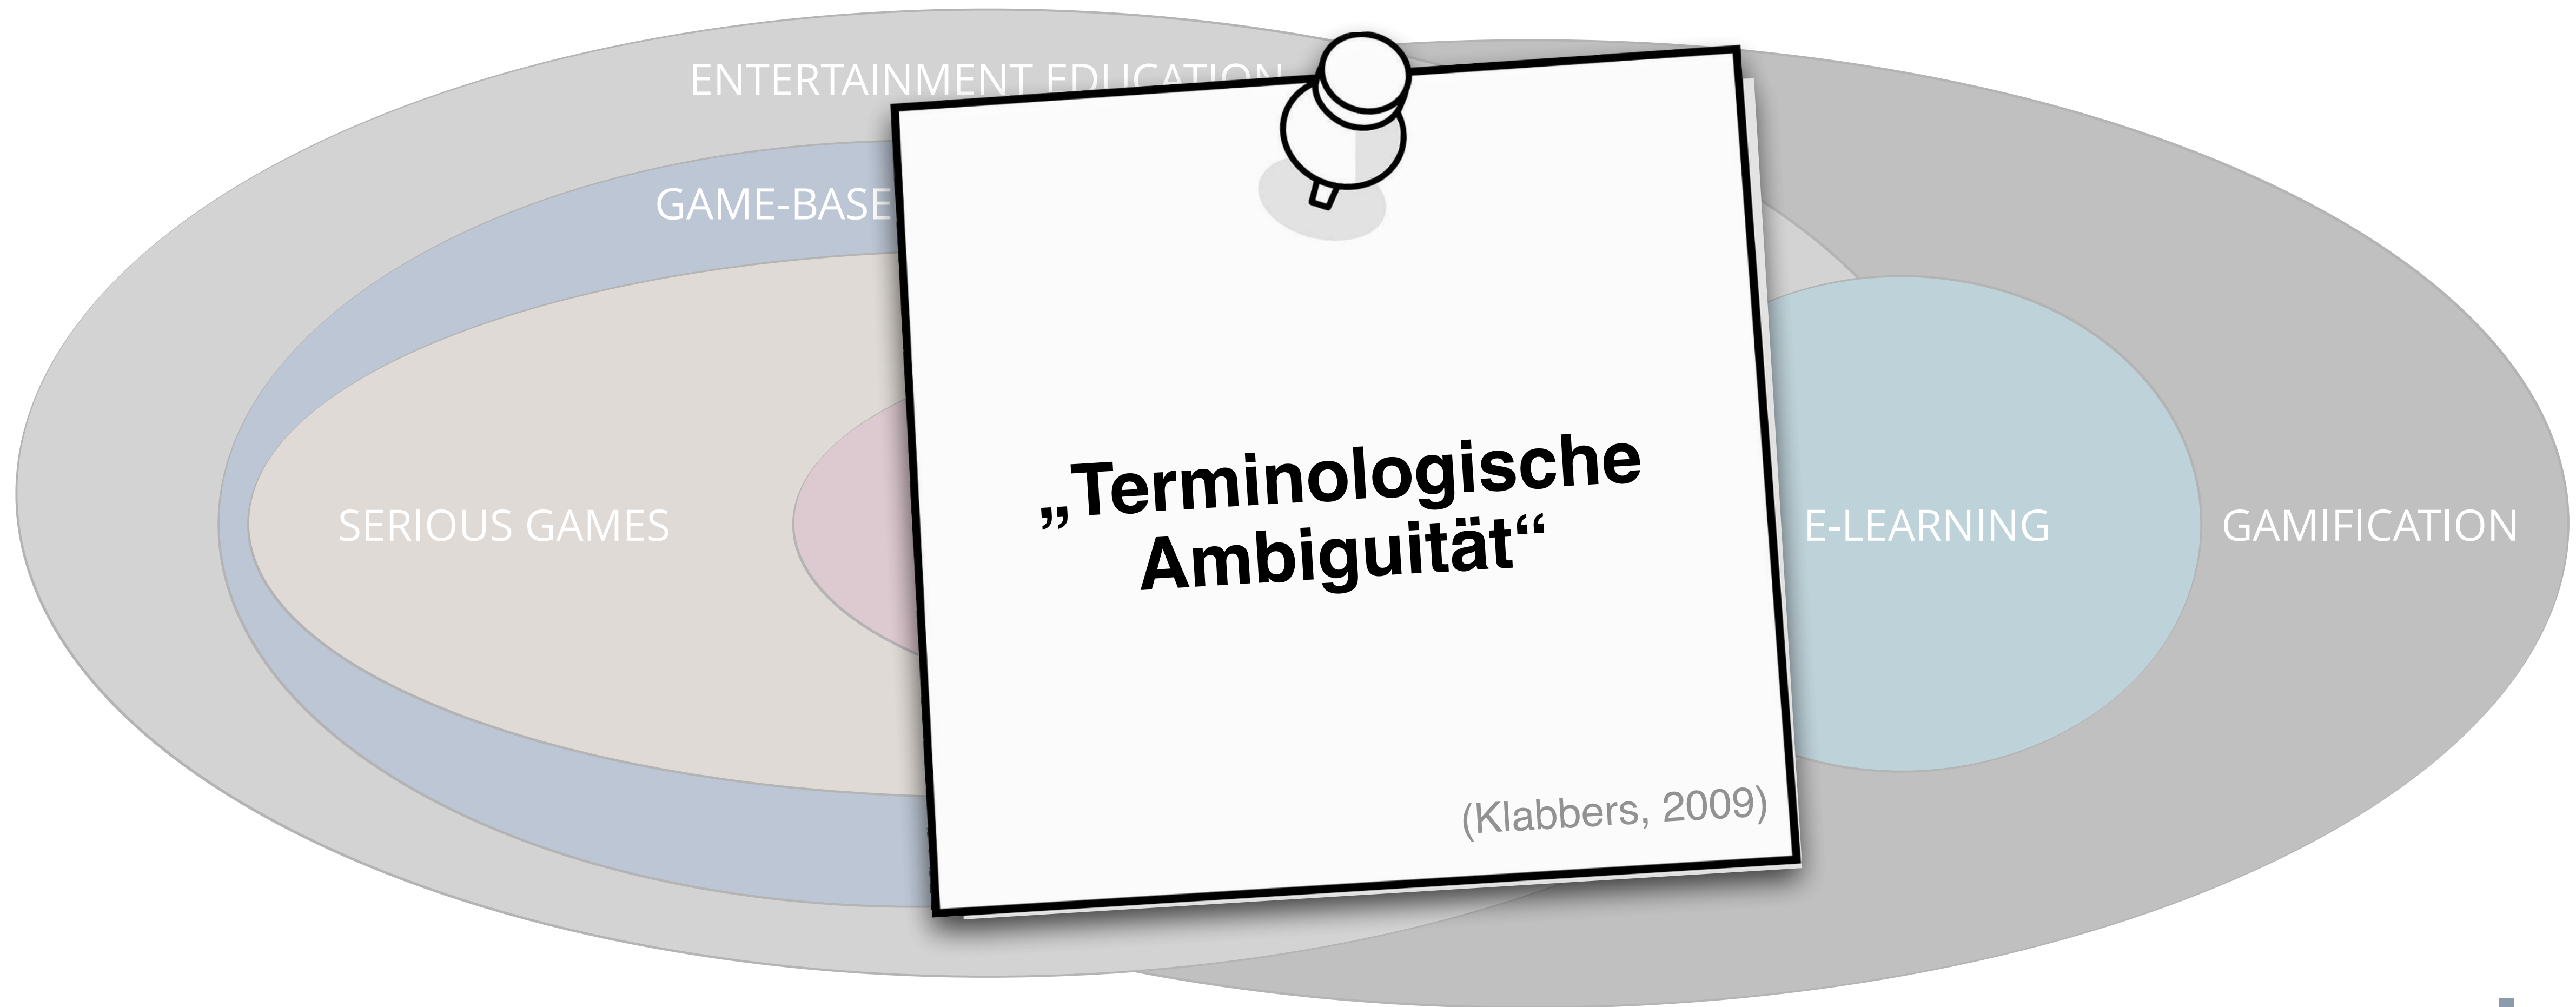 ENTERTAINMENT EDUCATION
GAME-BASE
SERIOUS GAMES
„Terminologische
Ambiguität“
E-LEARNING
GAMIFICATION
(Klabbers, 2009)